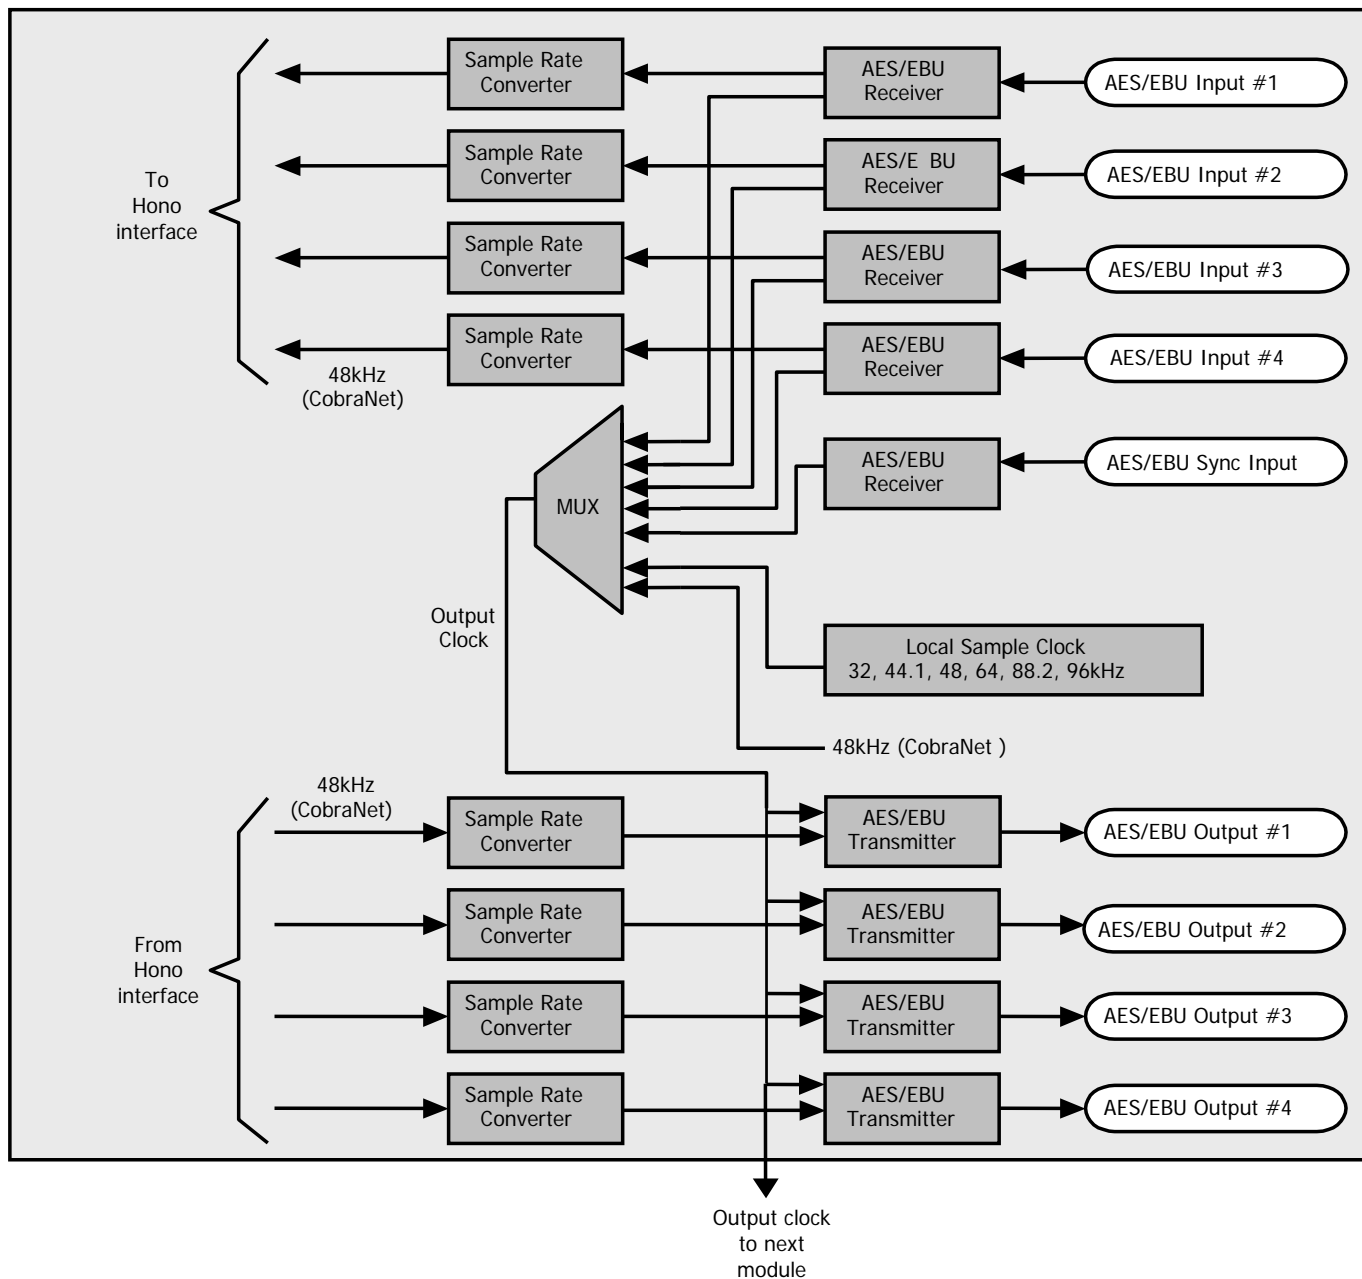 Sample Rate
Converter
AES/EBU
Receiver
AES/EBU Input #1
Sample Rate
Converter
AES/E BU
Receiver
AES/EBU Input #2
To
Hono
interface
Sample Rate
Converter
AES/EBU
Receiver
AES/EBU Input #3
Sample Rate
Converter
AES/EBU
Receiver
AES/EBU Input #4
48kHz
(CobraNet)
AES/EBU
Receiver
AES/EBU Sync Input
MUX
Output
Clock
Local Sample Clock
32, 44.1, 48, 64, 88.2, 96kHz
48kHz (CobraNet )
48kHz
(CobraNet)
Sample Rate
Converter
AES/EBU
Transmitter
AES/EBU Output #1
Sample Rate
Converter
AES/EBU
Transmitter
AES/EBU Output #2
From
Hono
interface
Sample Rate
Converter
AES/EBU
Transmitter
AES/EBU Output #3
Sample Rate
Converter
AES/EBU
Transmitter
AES/EBU Output #4
Output clock
to next
module